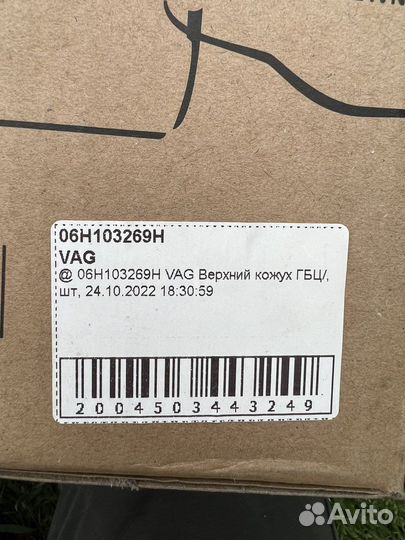 06H103269H
VAG
@ 06H103269H VAG Верхний кожух ГБЦ/,
шт, 24.10.2022 18:30:59
2004503443249
Avito